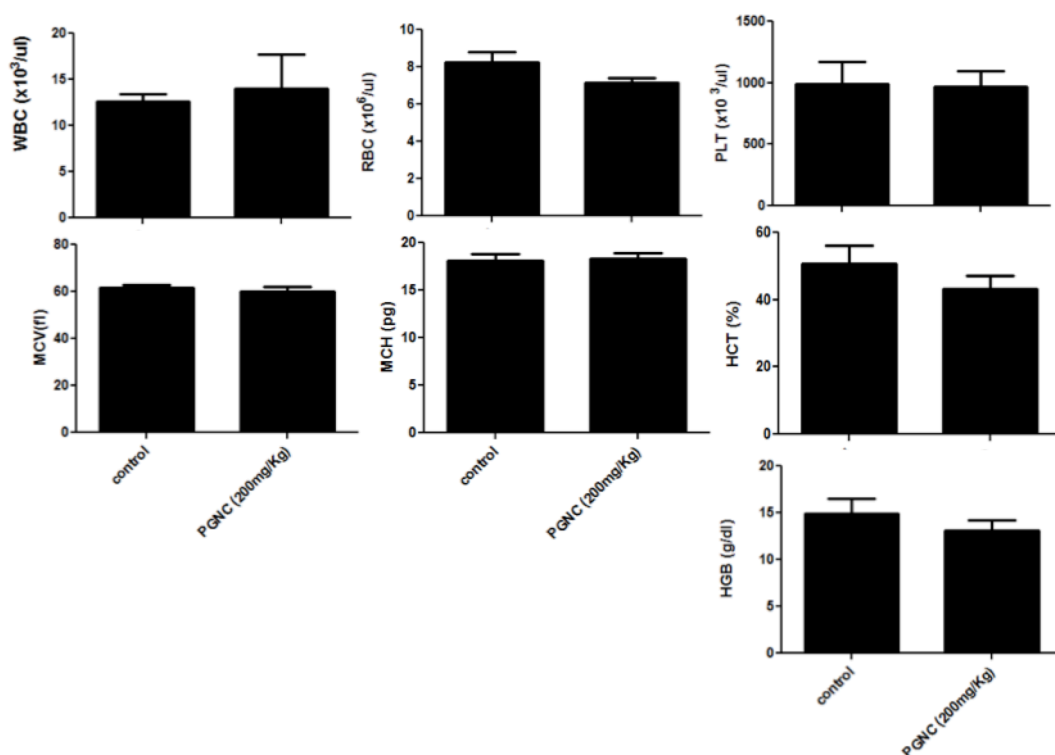 WBC (x10³/ul)
20
15
10
5
0
RBC (x10⁶/ul)
10
8
6
4
2
0
PLT (x10³/ul)
1500
1000
500
0
MCV(fl)
80
60
40
20
0
control
PGNC (200mg/Kg)
MCH (pg)
20
15
10
5
0
control
PGNC (200mg/Kg)
HCT (%)
60
40
20
0
HGB (g/dl)
20
15
10
5
0
control
PGNC (200mg/Kg)